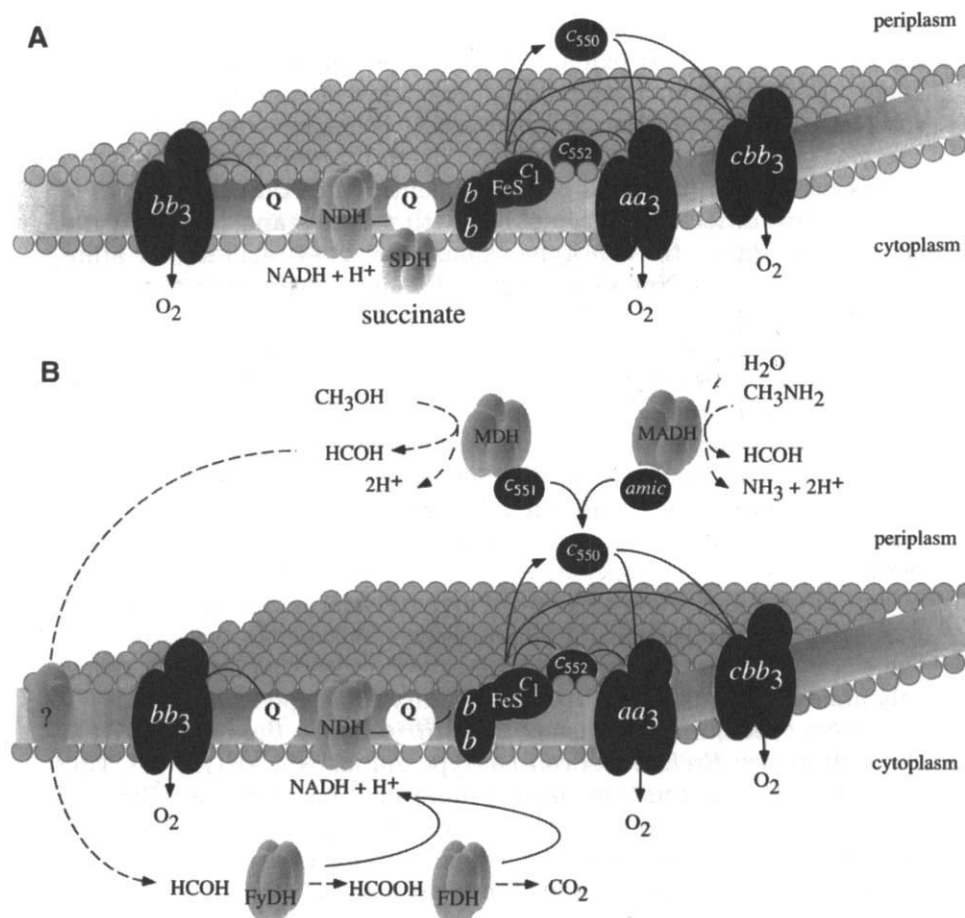 A
periplasm
c550
c552
cbb3
bb3
Q
NDH
Q
b
b
FeS
C1
aa3
SDH
NADH + H+
cytoplasm
O2
O2
O2
succinate
B
CH3OH
H2O
CH3NH2
MDH
MADH
HCOH
HCOH
2H+
NH3 + 2H+
c551
amic
c550
periplasm
c552
cbb3
?
bb3
Q
NDH
Q
b
b
FeS
C1
aa3
NADH + H+
cytoplasm
O2
O2
O2
HCOH
FyDH
HCOOH
FDH
CO2